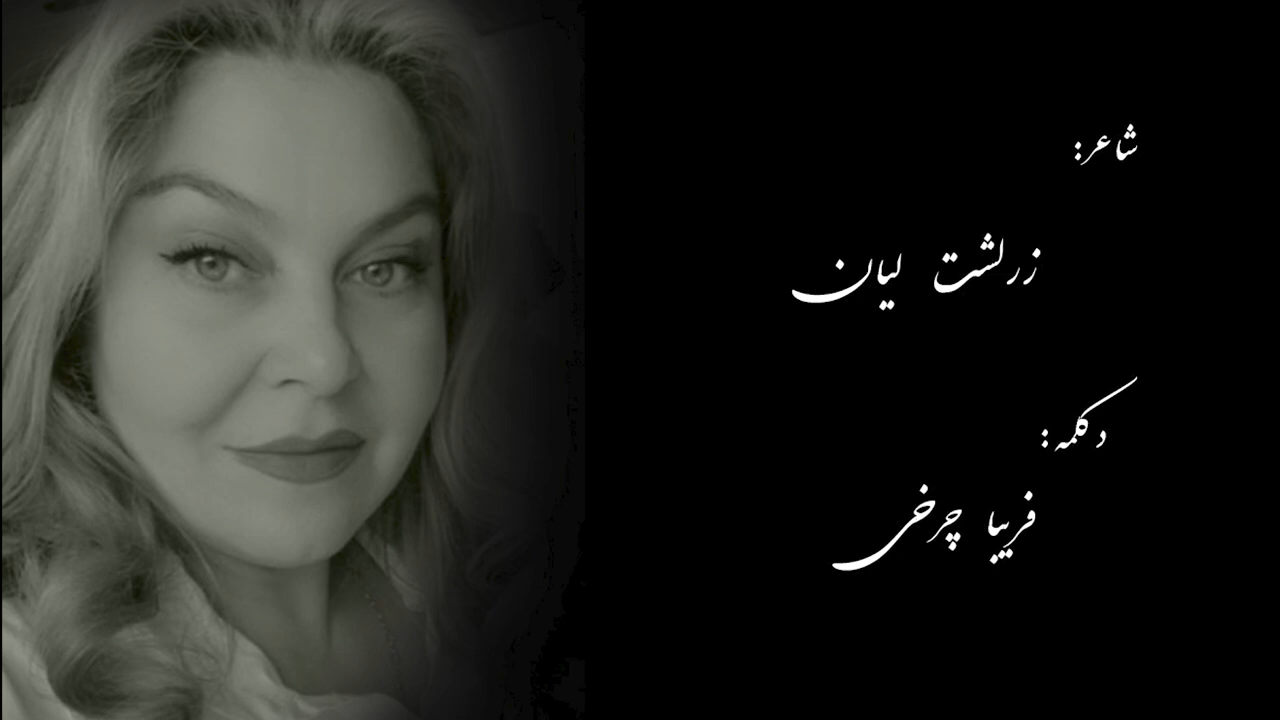 شاعر:
زرلشت لیان
دکلمه:
فریبا چرخی